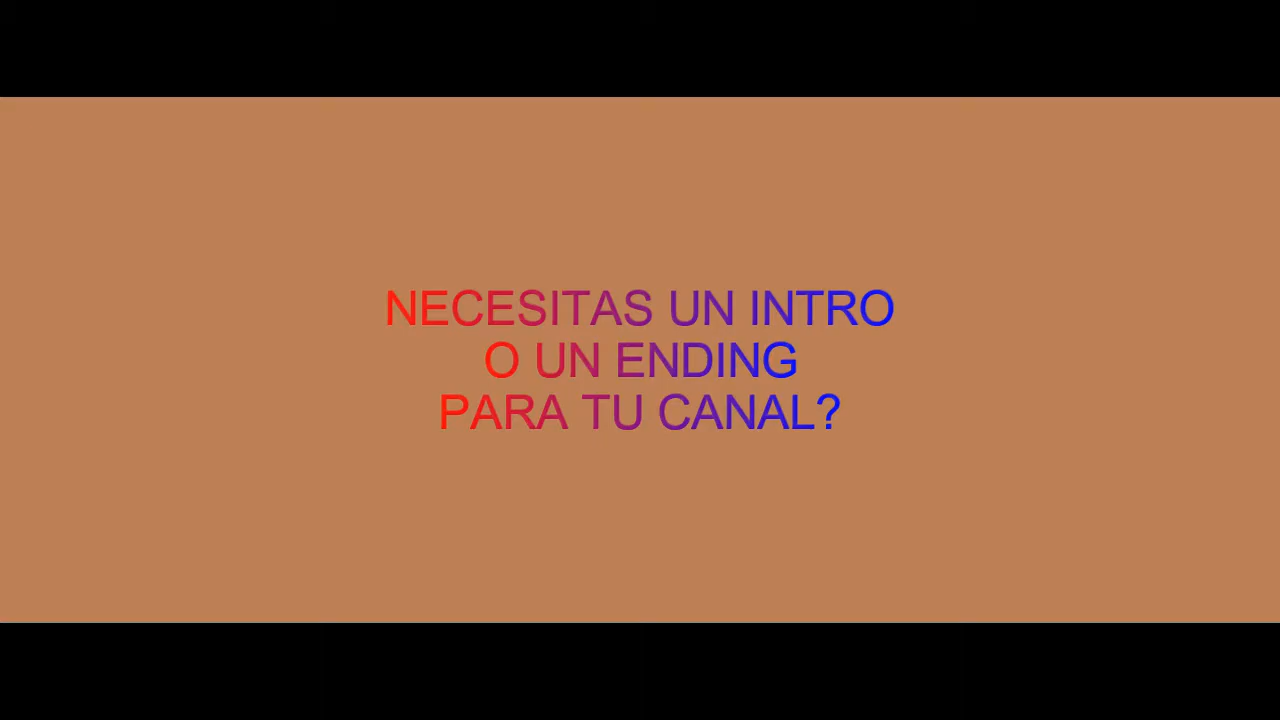 NECESITAS UN INTRO
O UN ENDING
PARA TU CANAL?